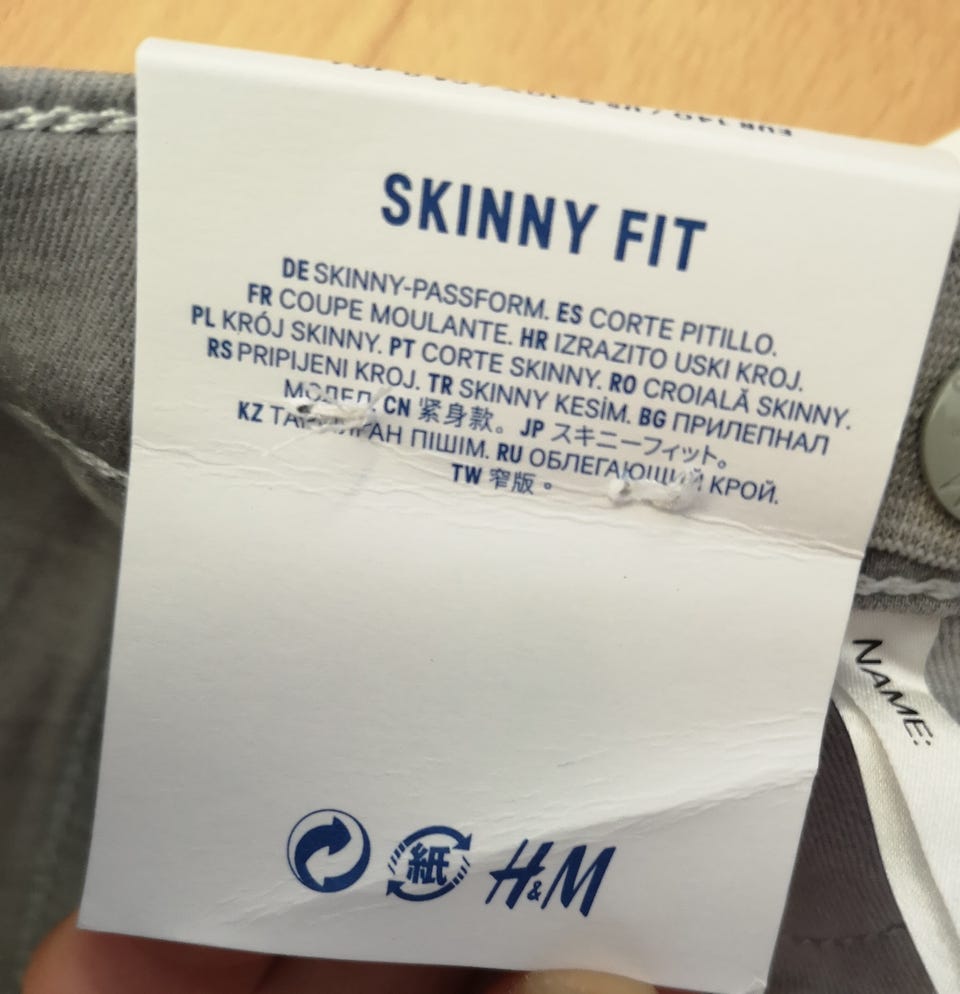 EUR 140
SKINNY FIT
DE SKINNY-PASSFORM. ES CORTE PITILLO.
FR COUPE MOULANTE. HR IZRAZITO USKI KROJ.
PL KRÓJ SKINNY. PT CORTE SKINNY. RO CROIALĂ SKINNY.
RS PRIPIJENI KROJ. TR SKINNY KESİM. BG ПРИЛЕПНАЛ
МОДЕЛ. CN 紧身款。JP スキニーフィット。
KZ ПІШІМ. RU ОБЛЕГАЮЩИЙ КРОЙ.
TW 窄版。
紙
H&M
NAME: